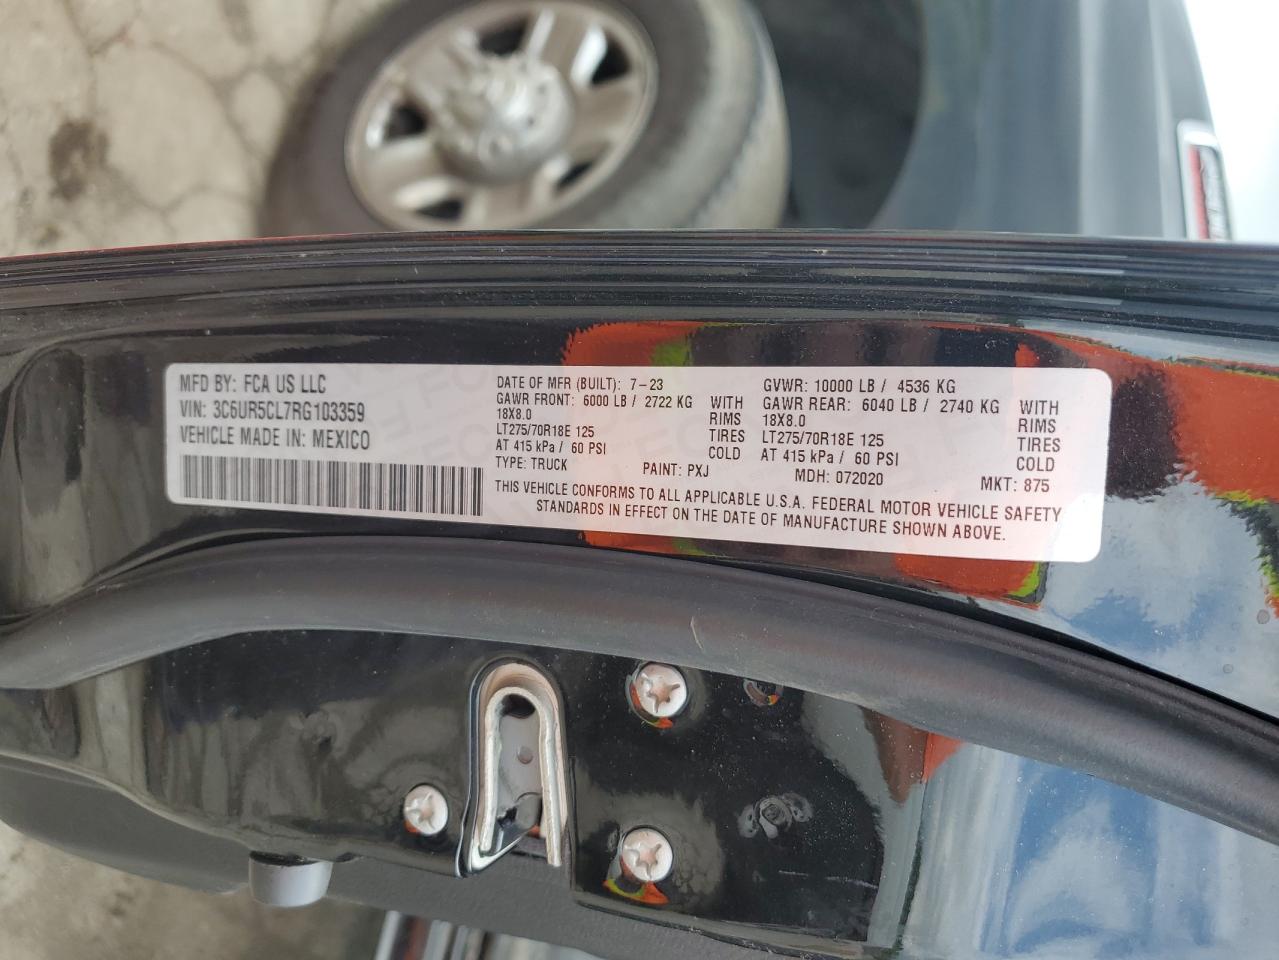 MFD BY: FCA US LLC
VIN: 3C6UR5CL7RG103359
VEHICLE MADE IN: MEXICO
DATE OF MFR (BUILT): 7-23
GAWR FRONT: 6000 LB / 2722 KG WITH
18X8.0 RIMS
LT275/70R18E 125 TIRES
AT 415 kPa / 60 PSI COLD
GVWR: 10000 LB / 4536 KG
GAWR REAR: 6040 LB / 2740 KG WITH
18X8.0 RIMS
LT275/70R18E 125 TIRES
AT 415 kPa / 60 PSI COLD
TYPE: TRUCK PAINT: PXJ MDH: 072020 MKT: 875
THIS VEHICLE CONFORMS TO ALL APPLICABLE U.S.A. FEDERAL MOTOR VEHICLE SAFETY
STANDARDS IN EFFECT ON THE DATE OF MANUFACTURE SHOWN ABOVE.